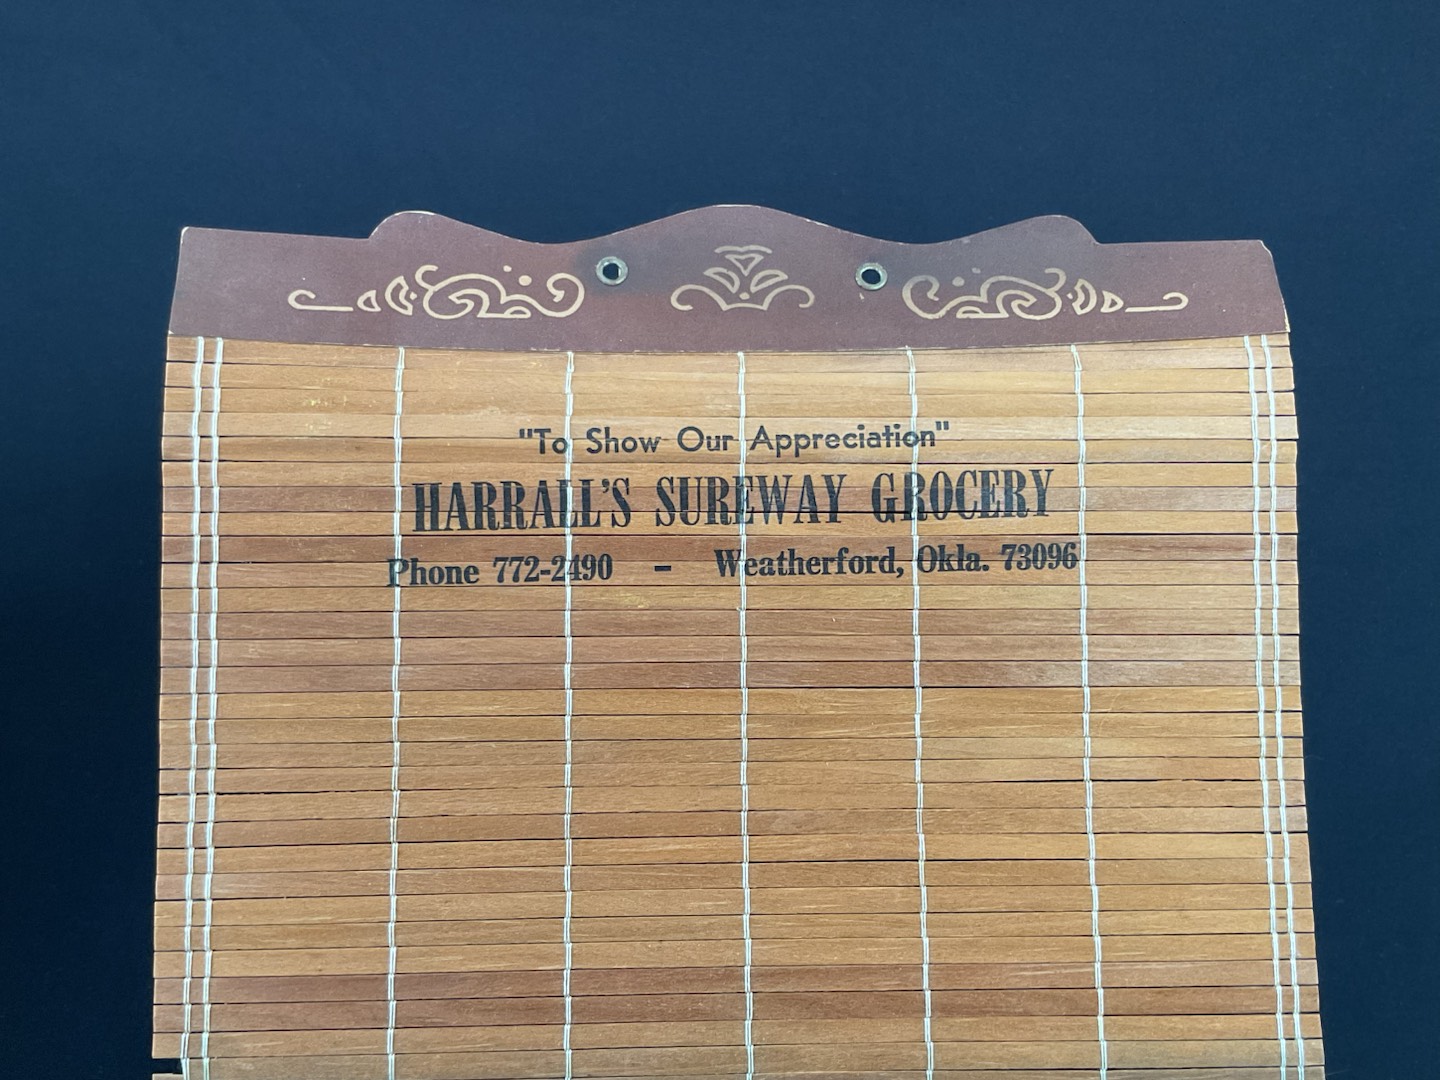 "To Show Our Appreciation"
HARRALL'S SUREWAY GROCERY
Phone 772-2490 – Weatherford, Okla. 73096